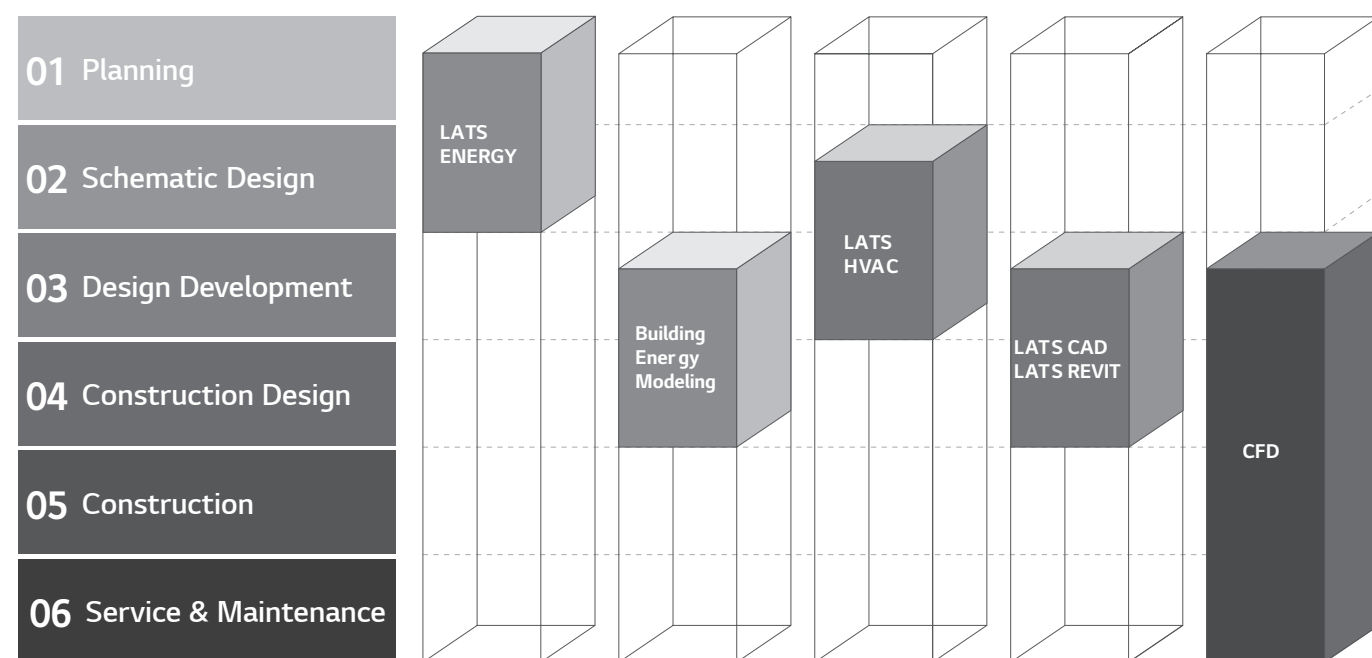 01 Planning
02 Schematic Design
03 Design Development
04 Construction Design
05 Construction
06 Service & Maintenance
LATS
ENERGY
Building
Energy
Modeling
LATS
HVAC
LATS CAD
LATS REVIT
CFD